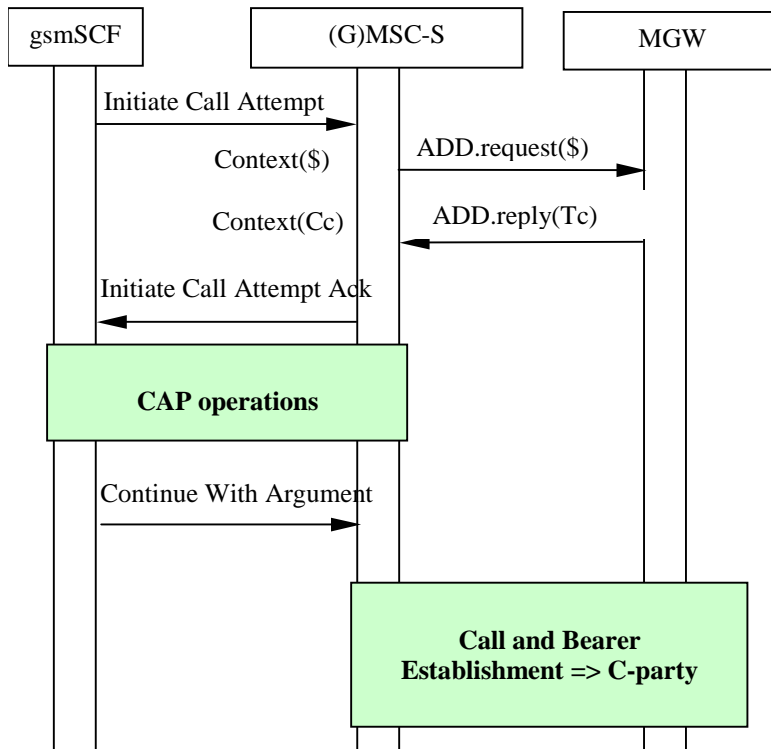 gsmSCF
(G)MSC-S
MGW
Initiate Call Attempt
Context($)
ADD.request($)
Context(Cc)
ADD.reply(Tc)
Initiate Call Attempt Ack
CAP operations
Continue With Argument
Call and Bearer
Establishment => C-party